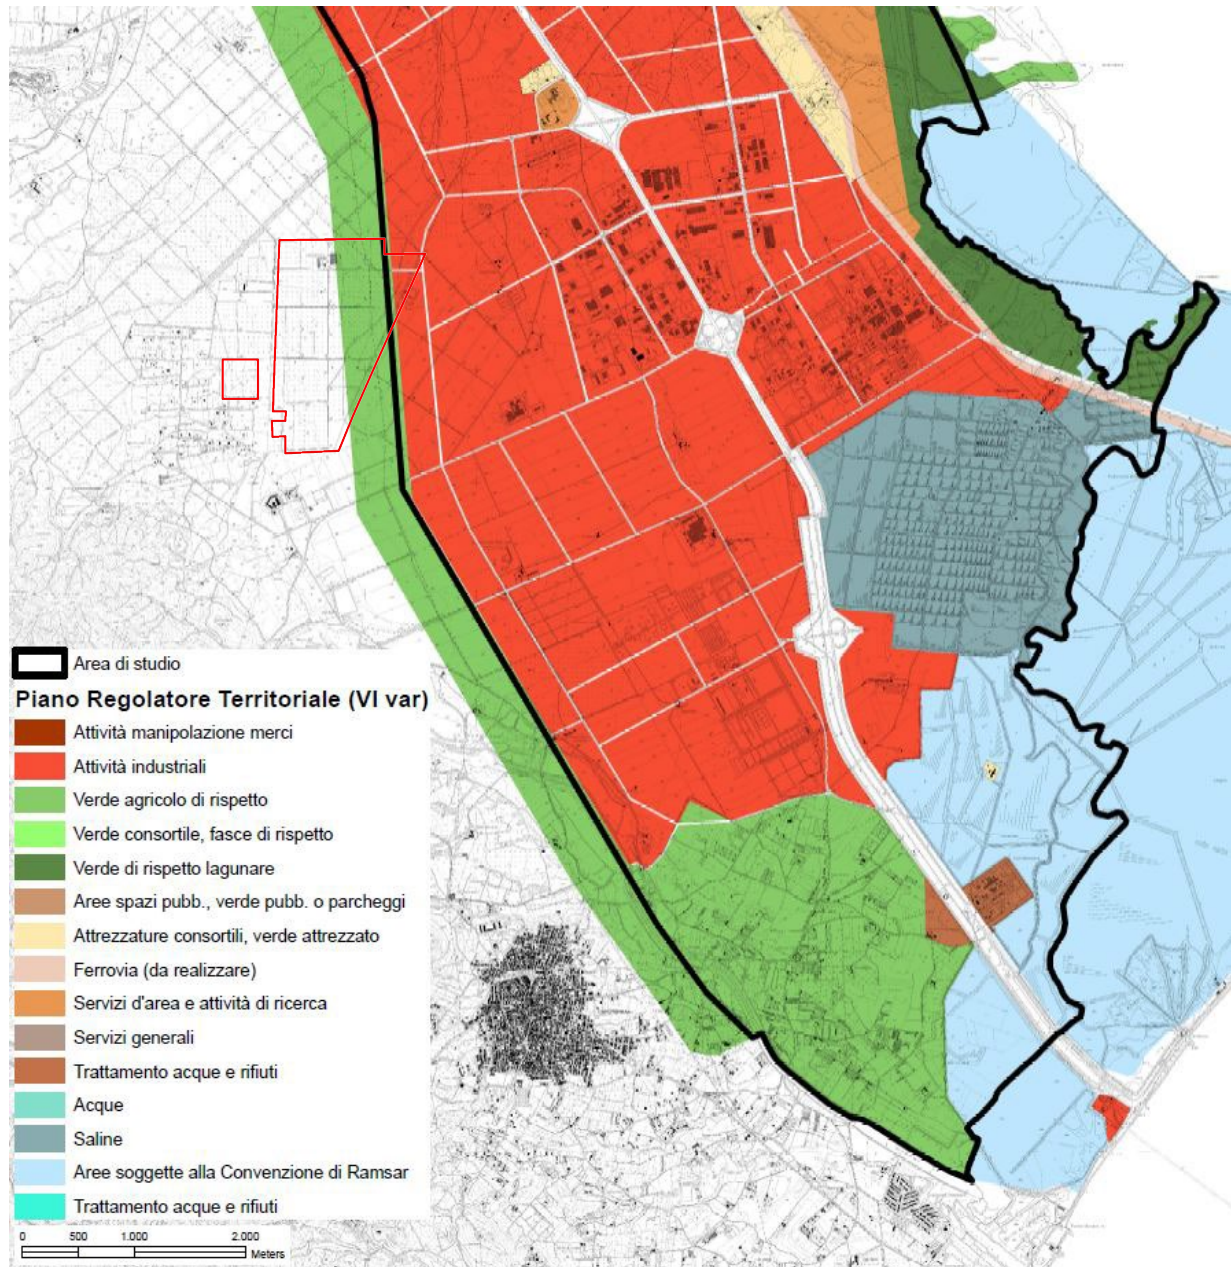 Area di studio
Piano Regolatore Territoriale (VI var)
Attività manipolazione merci
Attività industriali
Verde agricolo di rispetto
Verde consortile, fasce di rispetto
Verde di rispetto lagunare
Aree spazi pubb., verde pubb. o parcheggi
Attrezzature consortili, verde attrezzato
Ferrovia (da realizzare)
Servizi d'area e attività di ricerca
Servizi generali
Trattamento acque e rifiuti
Acque
Saline
Aree soggette alla Convenzione di Ramsar
Trattamento acque e rifiuti
0 500 1.000 2.000
Meters